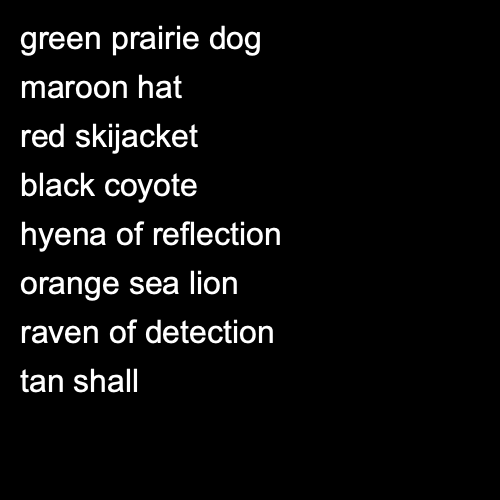 green prairie dog
maroon hat
red skijacket
black coyote
hyena of reflection
orange sea lion
raven of detection
tan shall